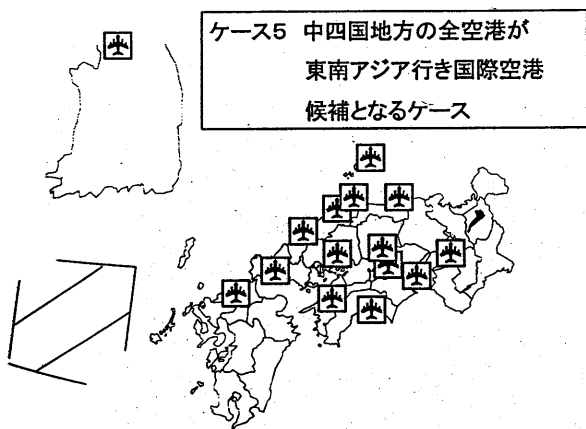 ケース5 中四国地方の全空港が
東南アジア行き国際空港
候補となるケース